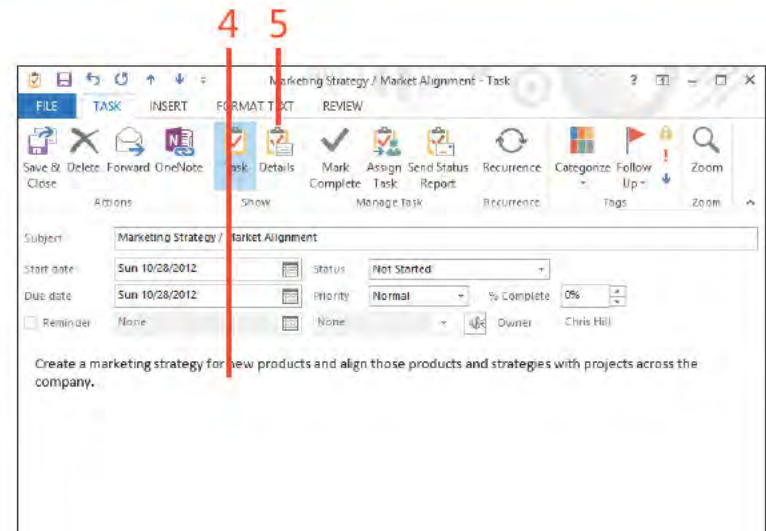 4 5
Marketing Strategy / Market Alignment - Task ?
FILE TASK INSERT FORMAT TEXT REVIEW
Save & Close Delete Forward OneNote Task Details Mark Complete Assign Task Send Status Report Recurrence Categorize Follow Up Zoom
Actions Show Manage Task Recurrence Tags Zoom
Subject Marketing Strategy / Market Alignment
Start date Sun 10/28/2012 Status Not Started
Due date Sun 10/28/2012 Priority Normal % Complete 0%
Reminder None None Owner Chris Hill
Create a marketing strategy for new products and align those products and strategies with projects across the
company.